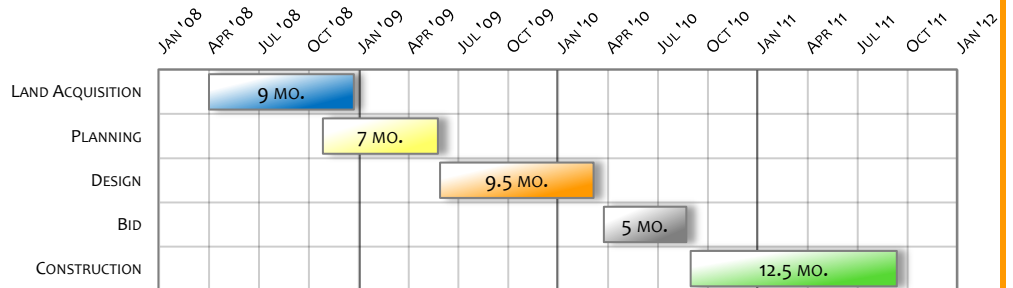 JAN '08 APR '08 JUL '08 OCT '08 JAN '09 APR '09 JUL '09 OCT '09 JAN '10 APR '10 JUL '10 OCT '10 JAN '11 APR '11 JUL '11 OCT '11 JAN '12
LAND ACQUISITION 9 MO.
PLANNING 7 MO.
DESIGN 9.5 MO.
BID 5 MO.
CONSTRUCTION 12.5 MO.